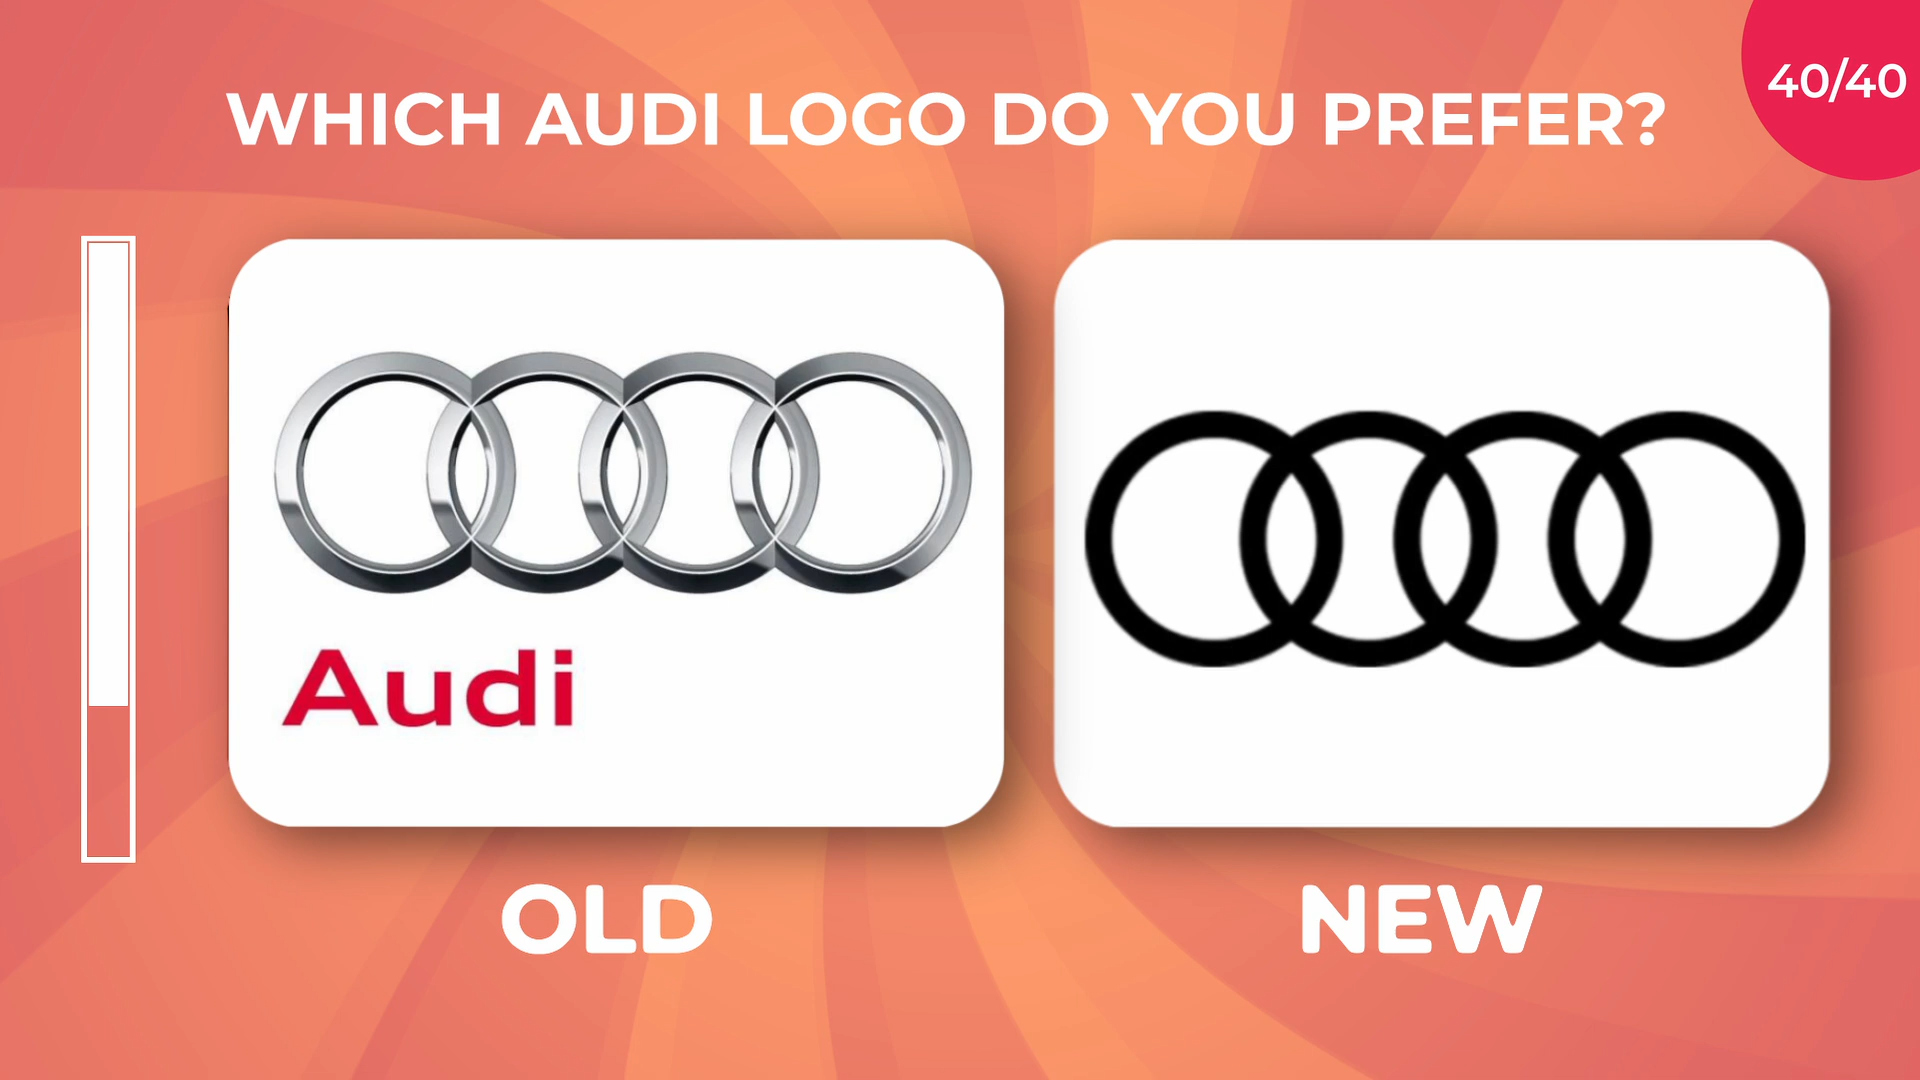 WHICH AUDI LOGO DO YOU PREFER?
40/40
Audi
OLD
NEW